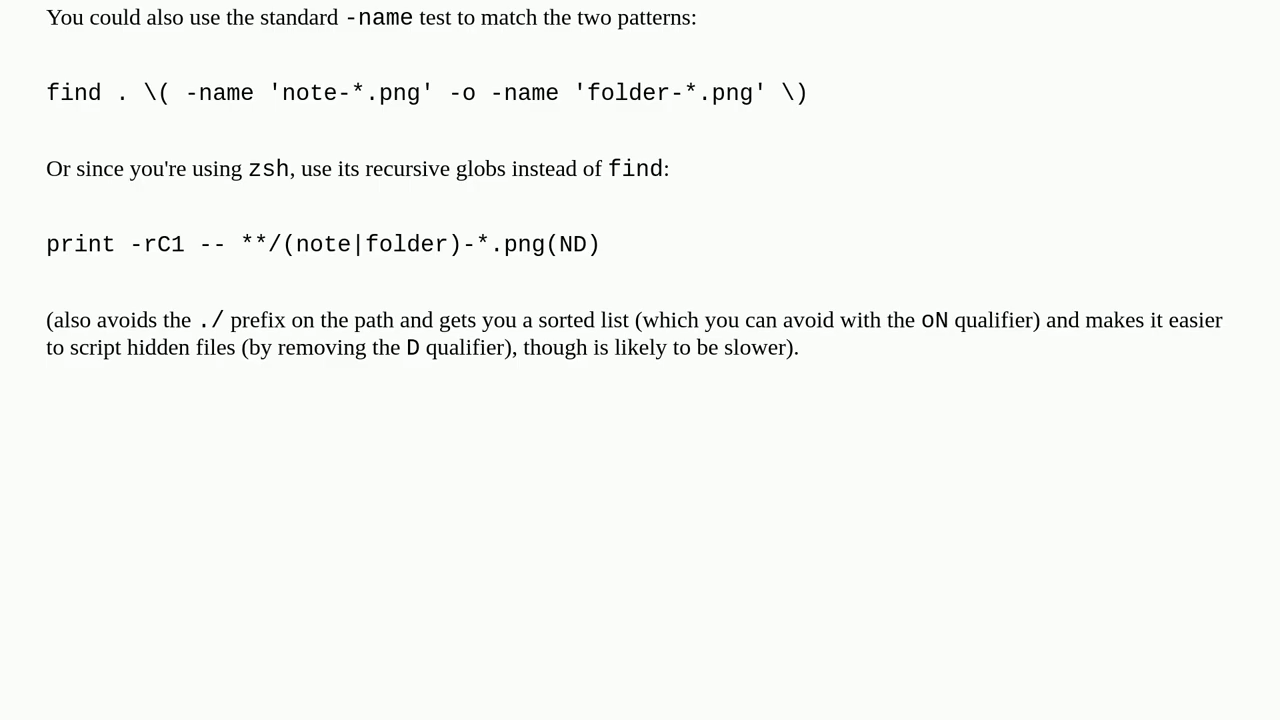 You could also use the standard -name test to match the two patterns:
find . \( -name 'note-*.png' -o -name 'folder-*.png' \)
Or since you're using zsh, use its recursive globs instead of find:
print -rC1 -- **/(note|folder)-*.png(ND)
(also avoids the ./ prefix on the path and gets you a sorted list (which you can avoid with the oN qualifier) and makes it easier
to script hidden files (by removing the D qualifier), though is likely to be slower).